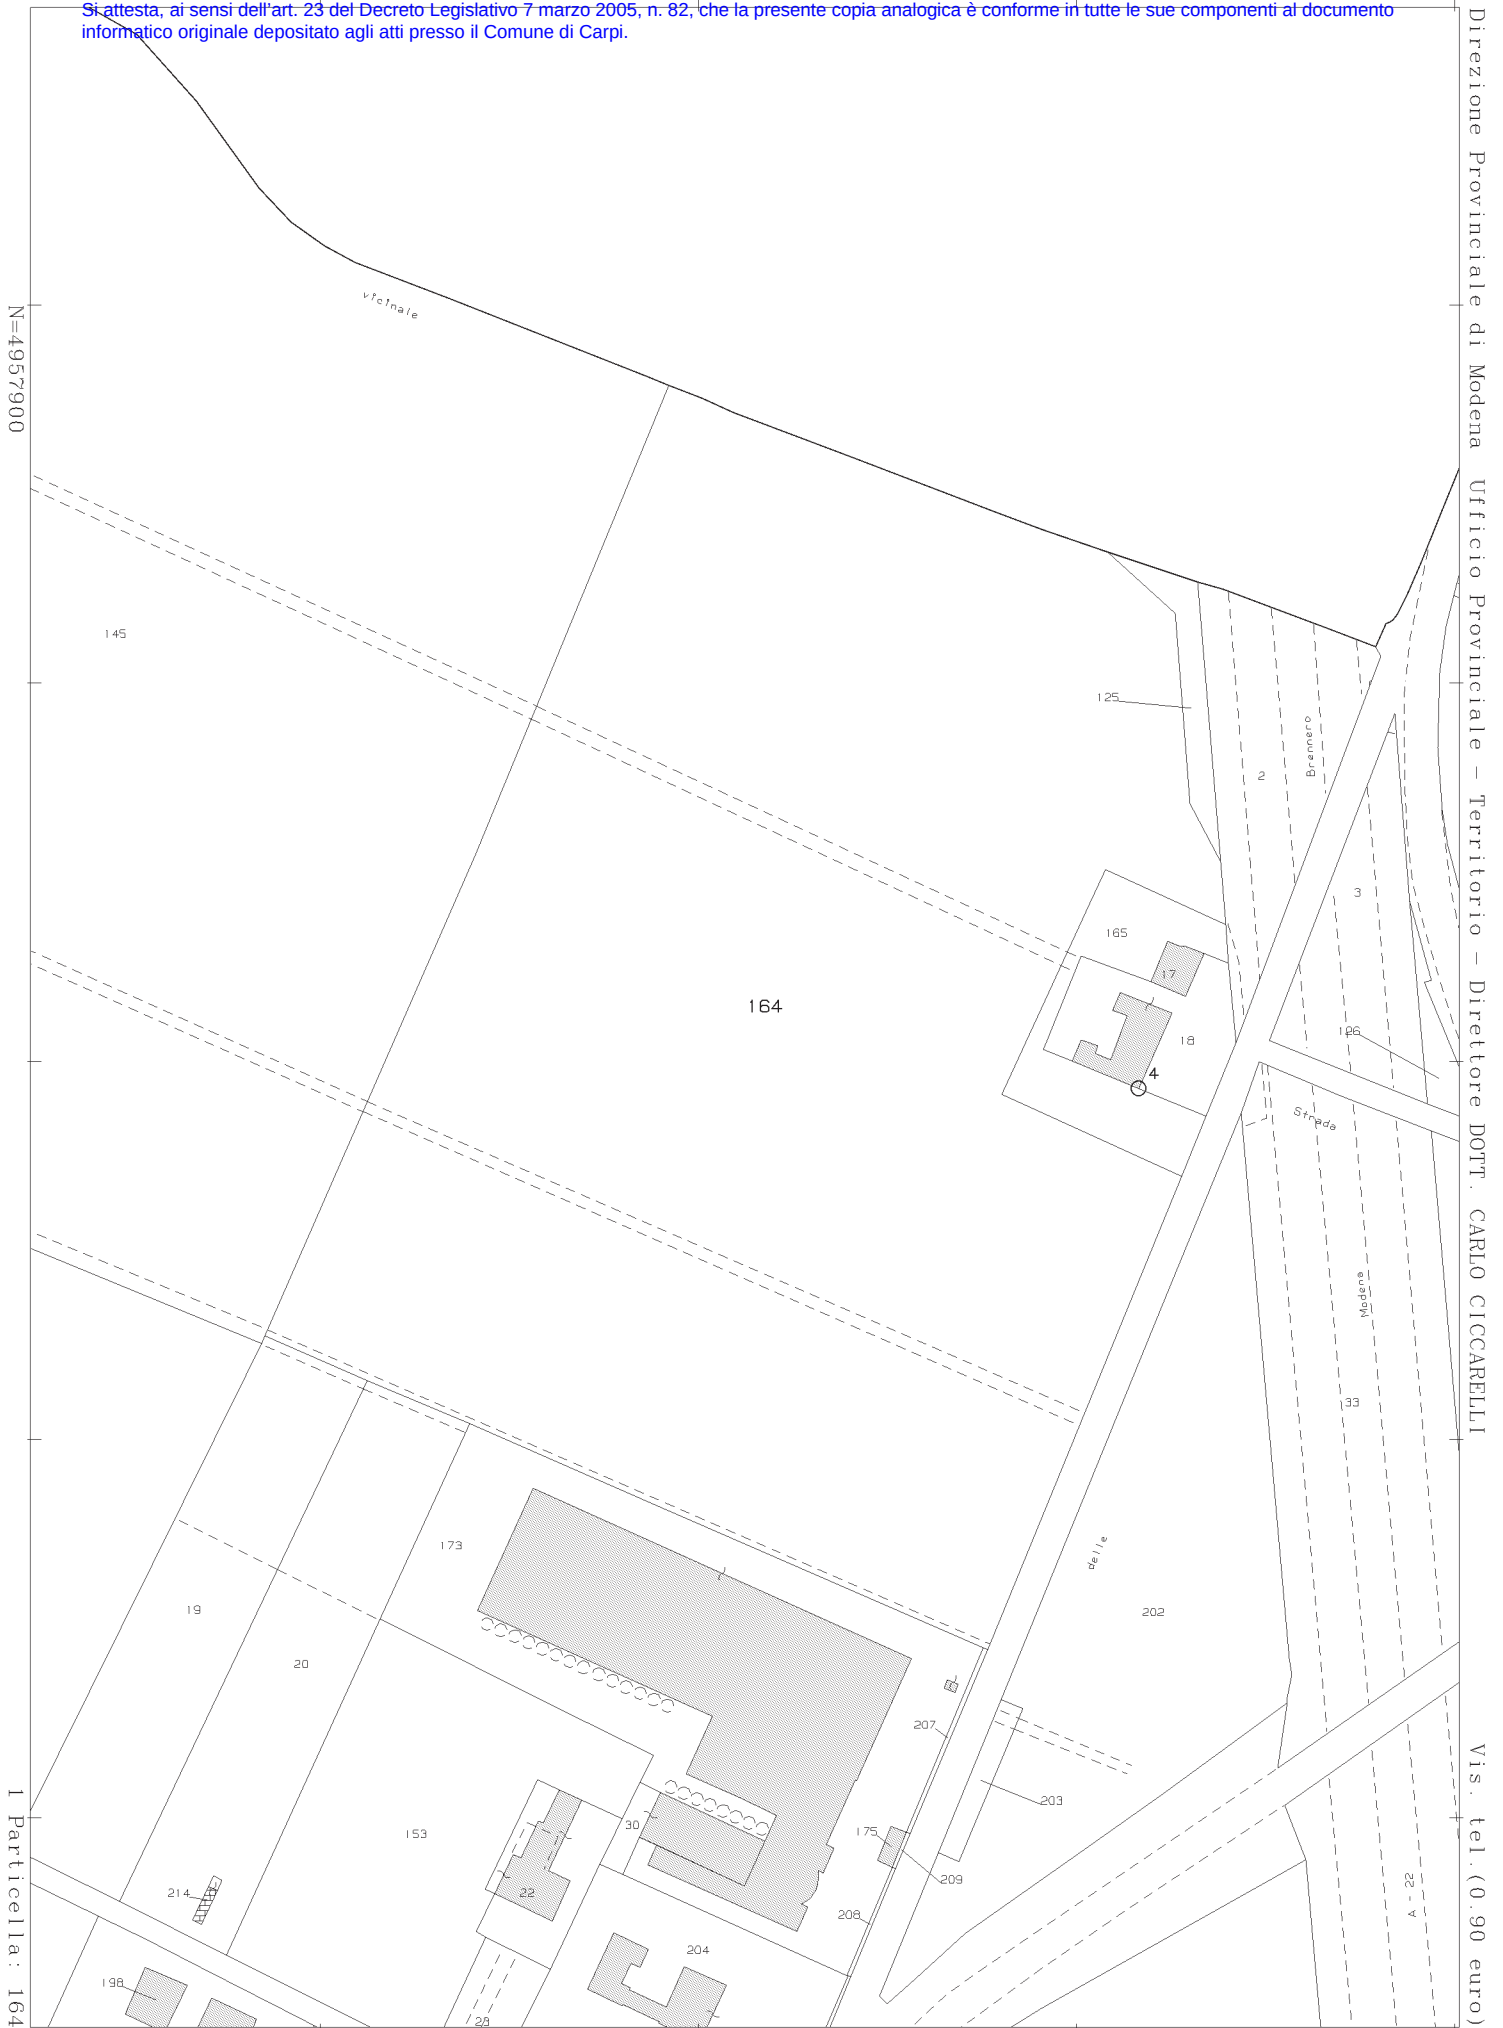 Si attesta, ai sensi dell'art. 23 del Decreto Legislativo 7 marzo 2005, n. 82, che la presente copia analogica è conforme in tutte le sue componenti al documento
informatico originale depositato agli atti presso il Comune di Carpi.
Direzione Provinciale di Modena Ufficio Provinciale - Territorio - Direttore DOTT. CARLO CICCARELLI
Vis. tel. (0.90 euro)
N=4957900
1 Particella: 164
vicinale
145
125
Brennero
2
3
165
17
164
18
126
4
Strada
Modena
33
173
delle
19
202
20
207
203
30
175
153
209
22
214
208
A - 22
204
198
23